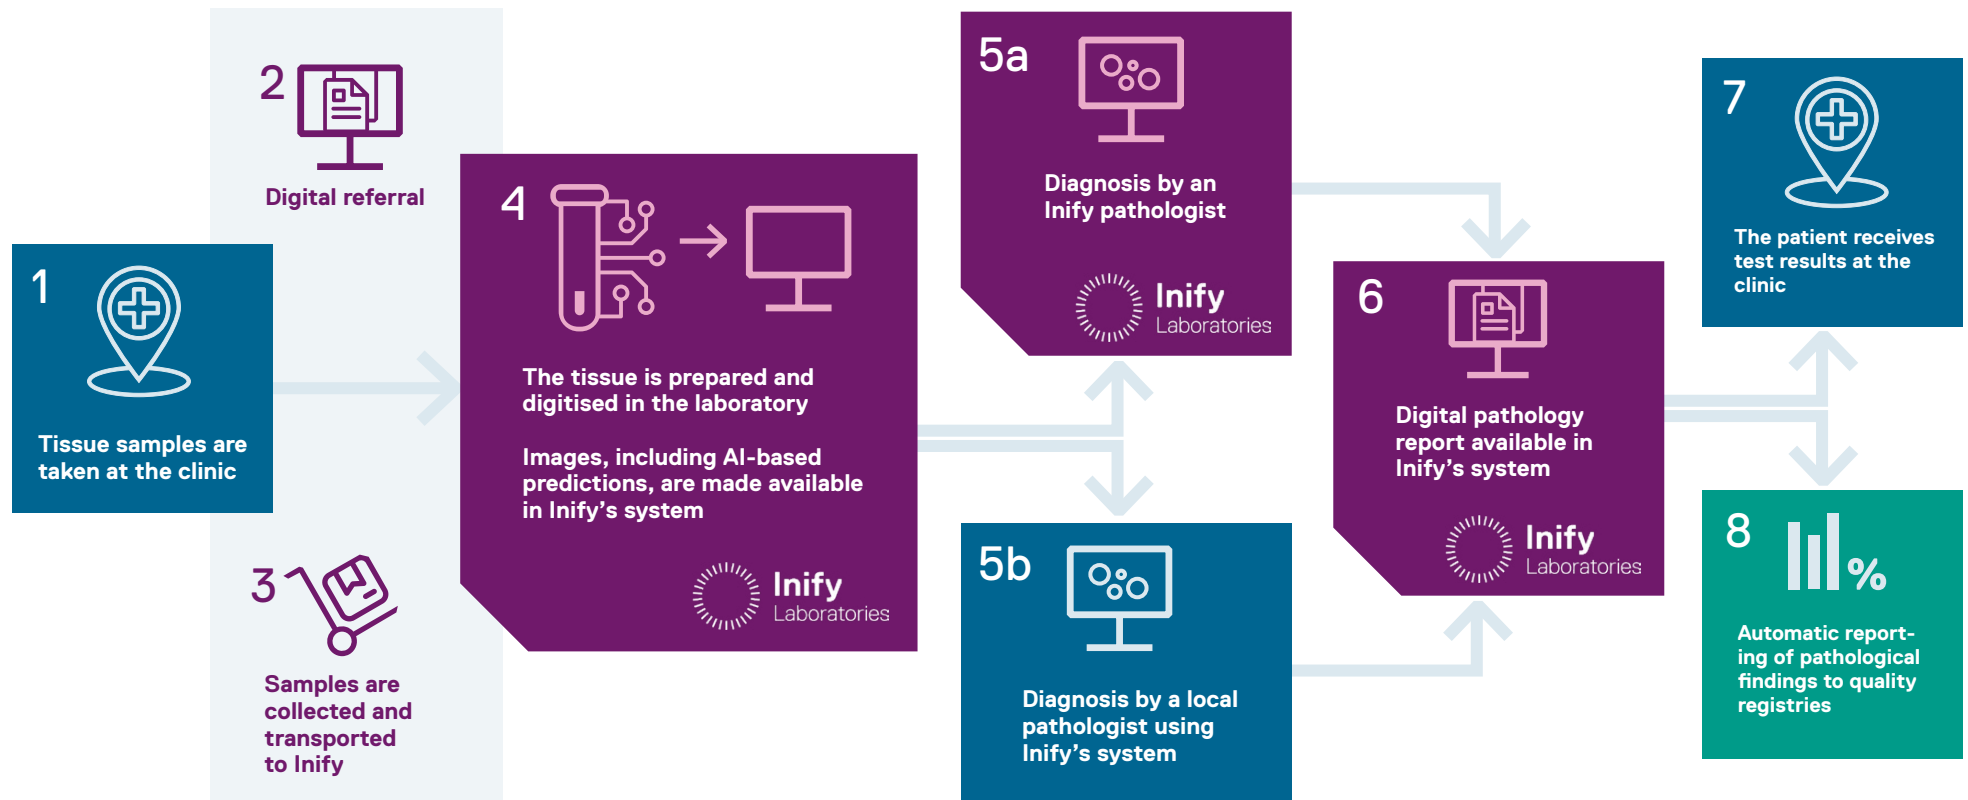 1
Tissue samples are
taken at the clinic
2
Digital referral
3
Samples are
collected and
transported
to Inify
4
The tissue is prepared and
digitised in the laboratory
Images, including AI-based
predictions, are made available
in Inify’s system
Inify
Laboratories
5a
Diagnosis by an
Inify pathologist
Inify
Laboratories
5b
Diagnosis by a local
pathologist using
Inify’s system
6
Digital pathology
report available in
Inify’s system
Inify
Laboratories
7
The patient receives
test results at the
clinic
8
%
Automatic report-
ing of pathological
findings to quality
registries